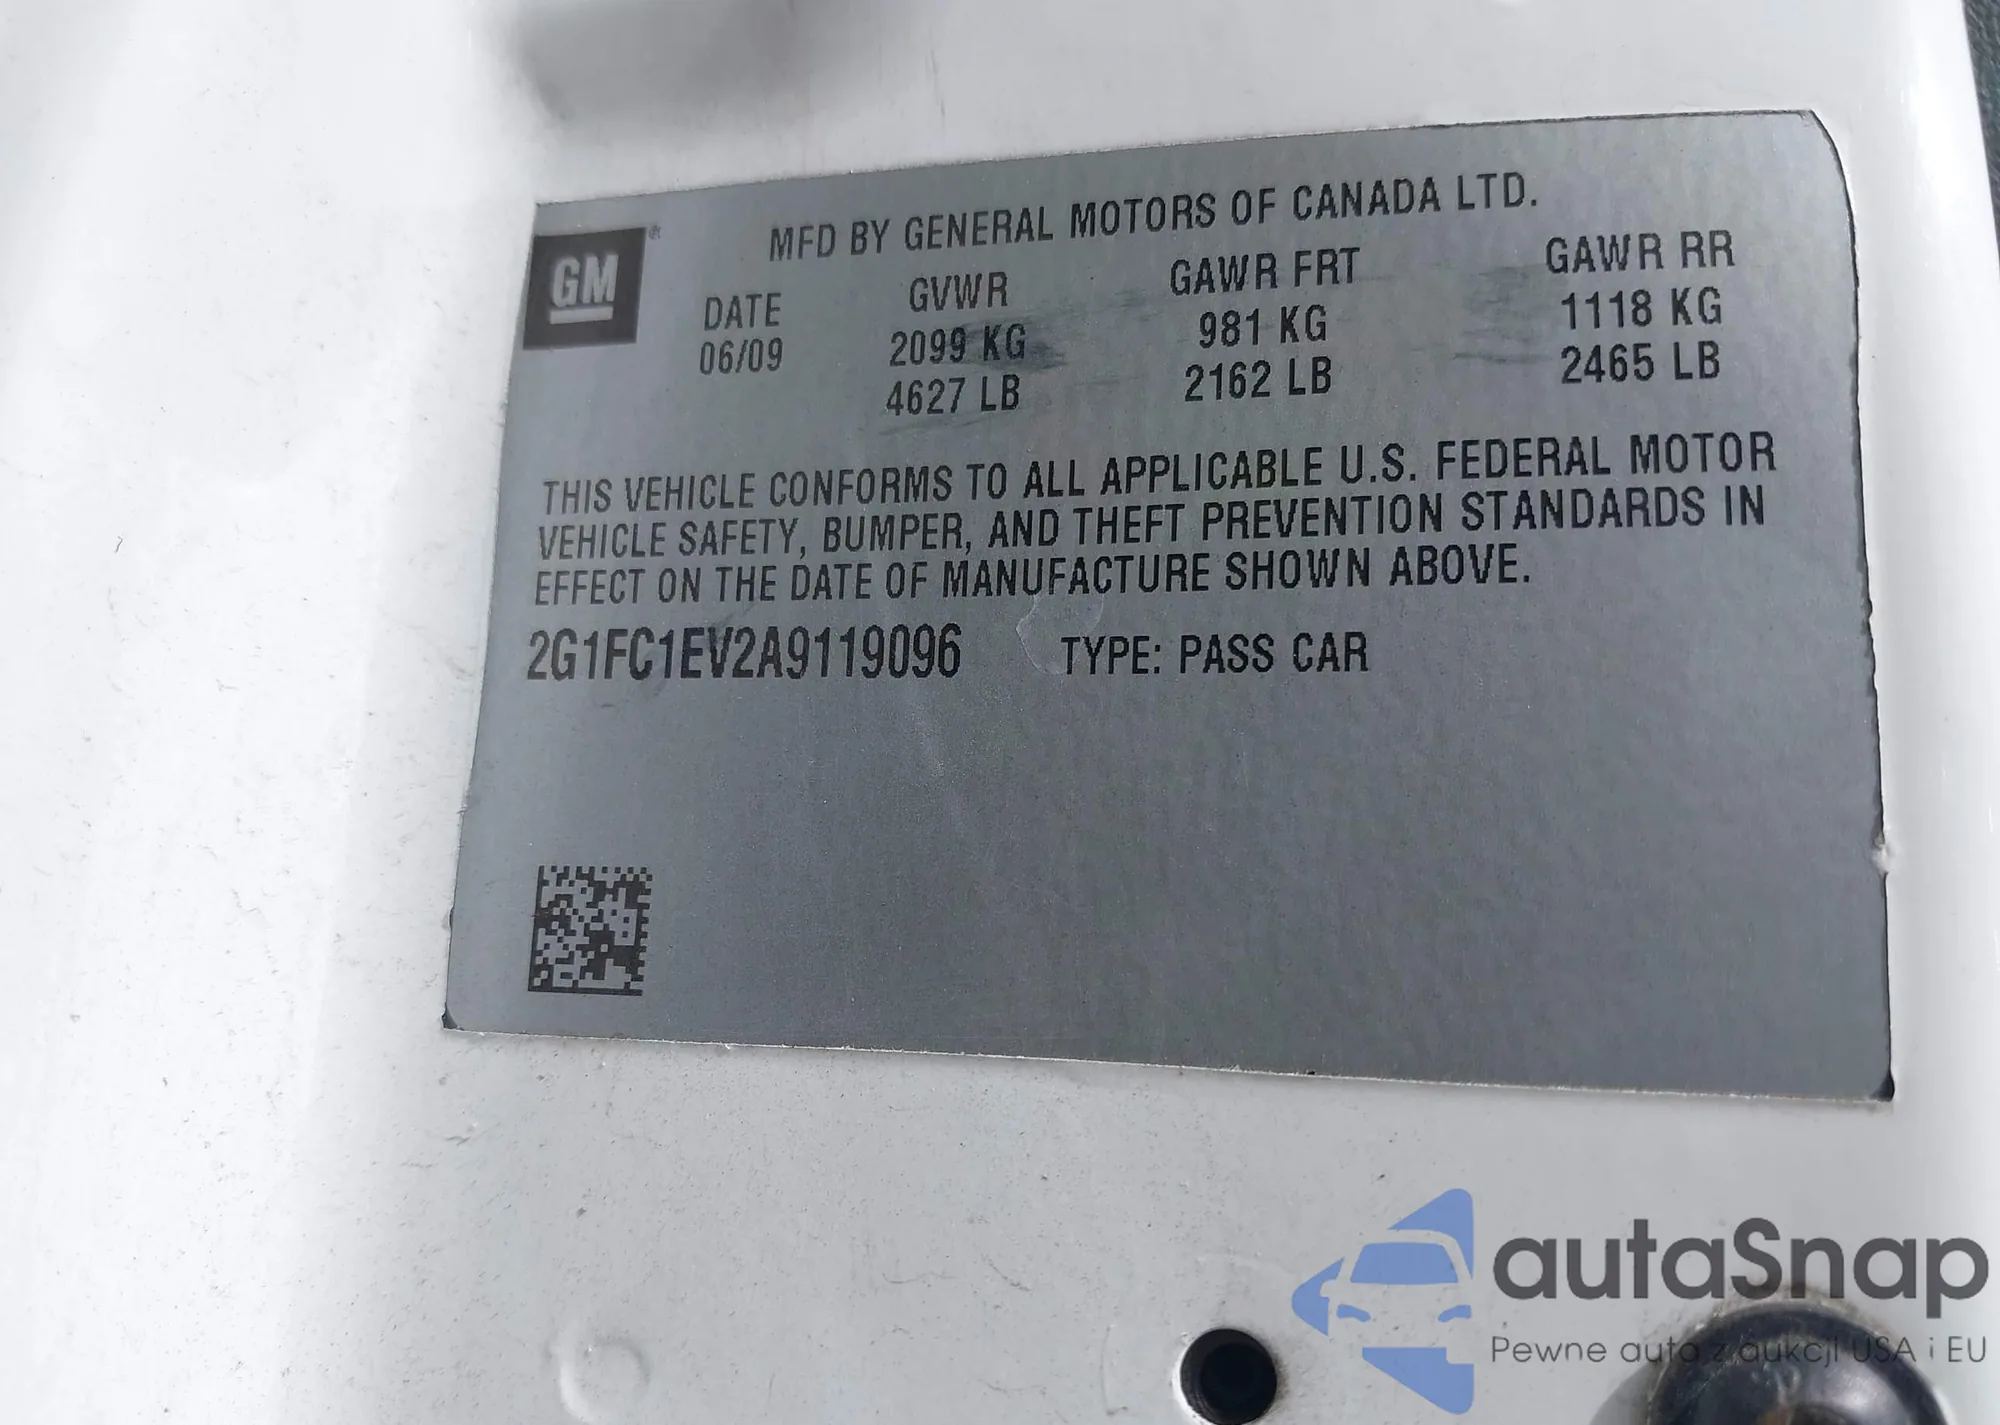 MFD BY GENERAL MOTORS OF CANADA LTD.
GM
DATE GVWR GAWR FRT GAWR RR
06/09 2099 KG 981 KG 1118 KG
4627 LB 2162 LB 2465 LB
THIS VEHICLE CONFORMS TO ALL APPLICABLE U.S. FEDERAL MOTOR
VEHICLE SAFETY, BUMPER, AND THEFT PREVENTION STANDARDS IN
EFFECT ON THE DATE OF MANUFACTURE SHOWN ABOVE.
2G1FC1EV2A9119096 TYPE: PASS CAR
autaSnap
Pewne auta z aukcji USA i EU